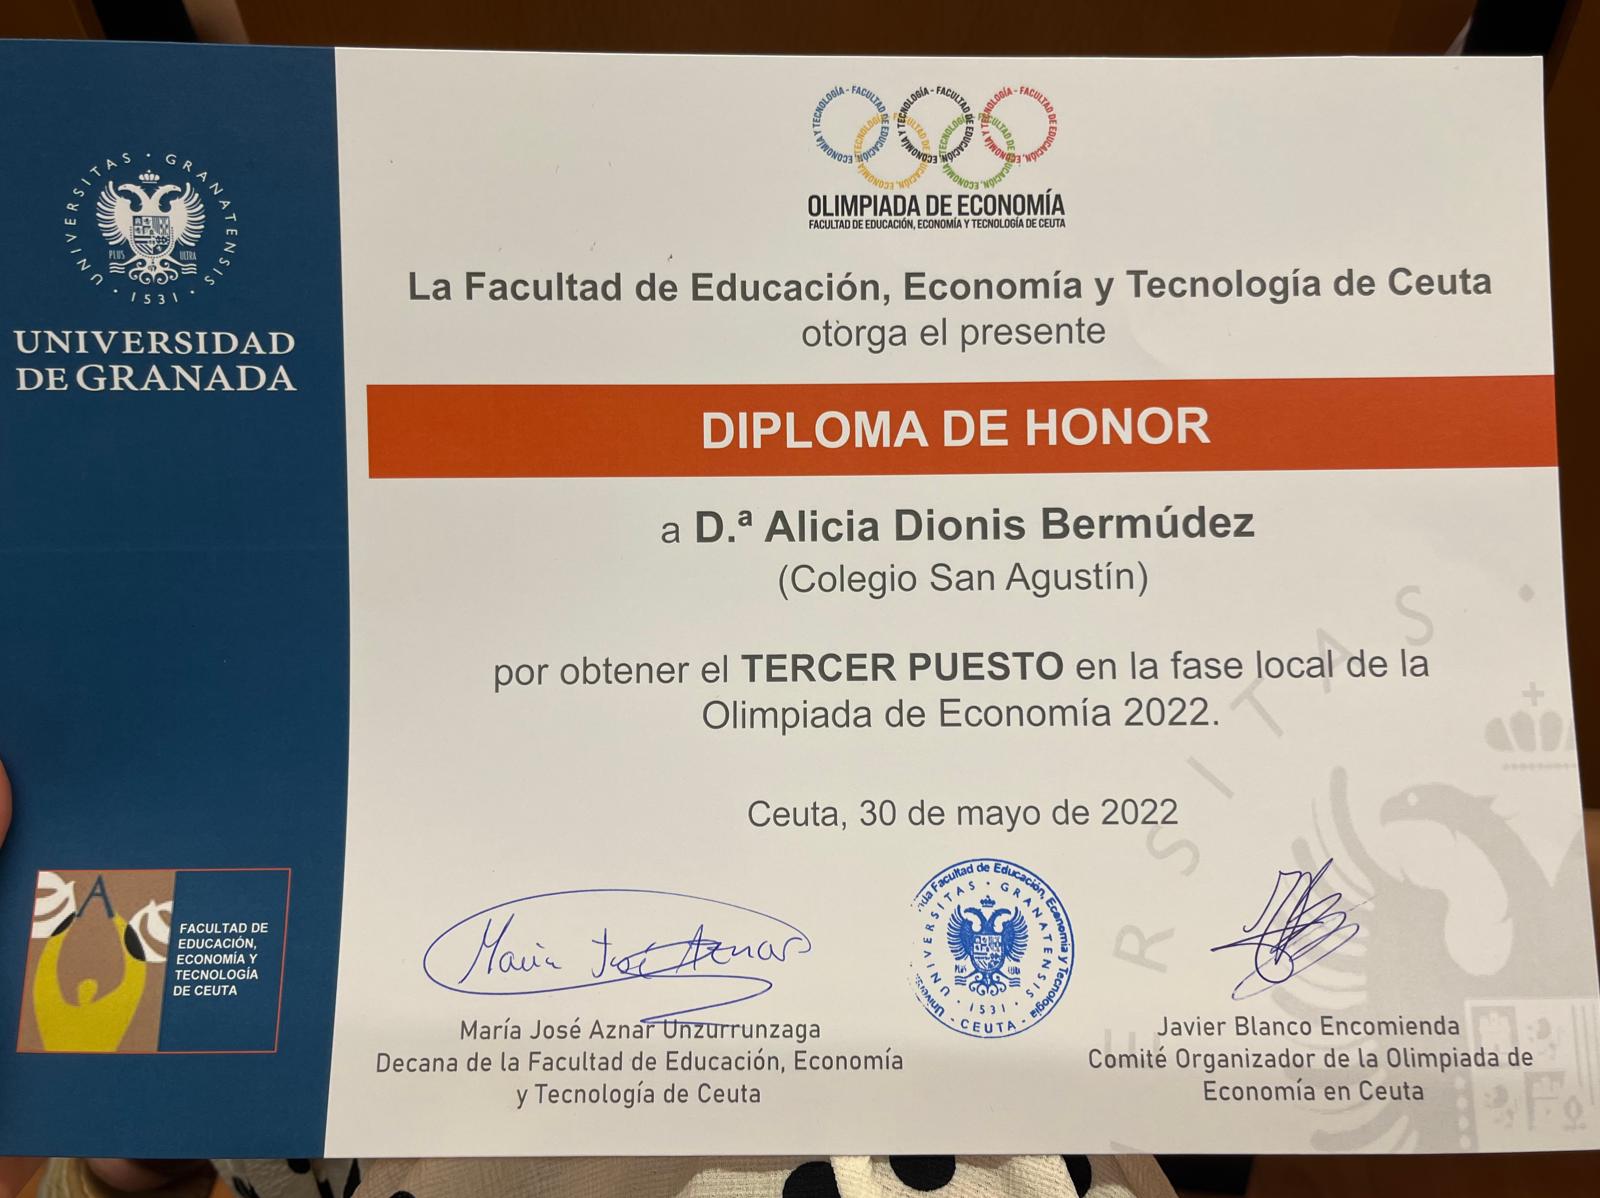 UNIVERSITAS · GRANATENSIS
· 1531 ·
PLUS ULTRA
UNIVERSIDAD
DE GRANADA
OLIMPIADA DE ECONOMÍA
FACULTAD DE EDUCACIÓN, ECONOMÍA Y TECNOLOGÍA DE CEUTA
La Facultad de Educación, Economía y Tecnología de Ceuta
otorga el presente
DIPLOMA DE HONOR
a D.ª Alicia Dionis Bermúdez
(Colegio San Agustín)
por obtener el TERCER PUESTO en la fase local de la
Olimpiada de Economía 2022.
Ceuta, 30 de mayo de 2022
María José Aznar
María José Aznar Unzurrunzaga
Decana de la Facultad de Educación, Economía
y Tecnología de Ceuta
Facultad de Educación, Economía y Tecnología
UNIVERSITAS · GRANATENSIS
· 1531 ·
- CEUTA -
Javier Blanco Encomienda
Comité Organizador de la Olimpiada de
Economía en Ceuta
A
FACULTAD DE
EDUCACIÓN,
ECONOMÍA Y
TECNOLOGÍA
DE CEUTA